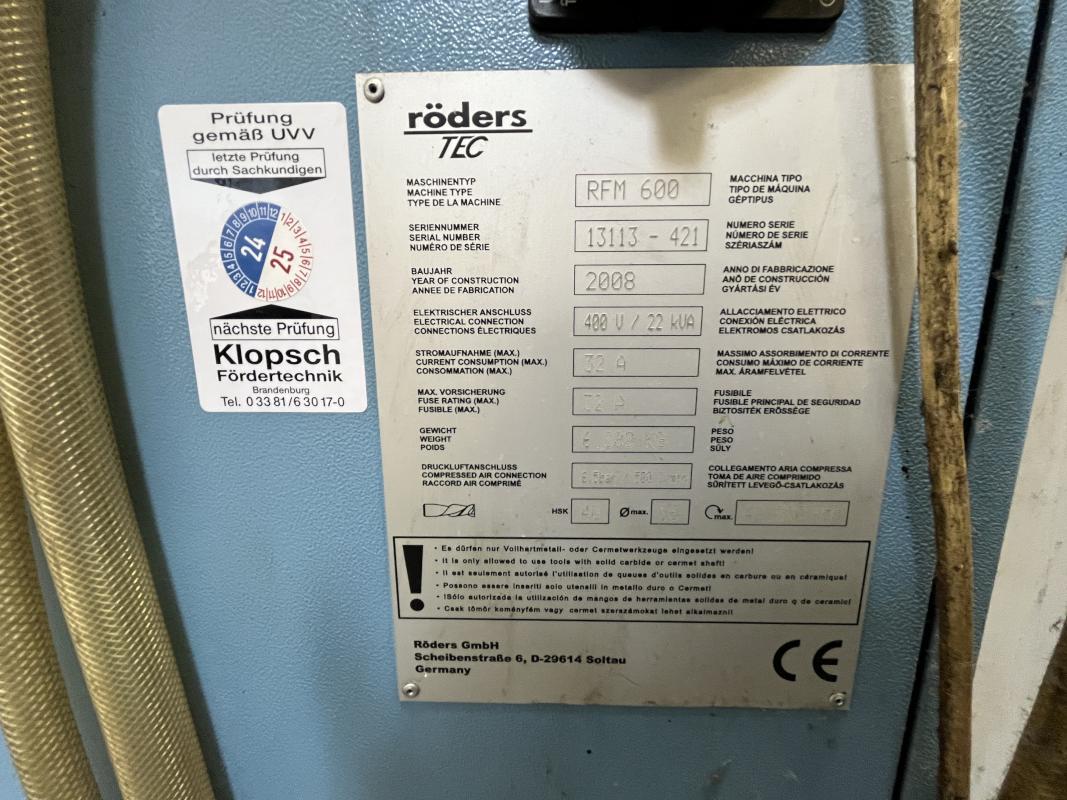 Prüfung
gemäß UVV
letzte Prüfung
durch Sachkundigen
24
25
nächste Prüfung
Klopsch
Fördertechnik
Brandenburg
Tel. 0 33 81/6 30 17-0
röders
TEC
MASCHINENTYP
MACHINE TYPE
TYPE DE LA MACHINE
RFM 600
MACCHINA TIPO
TIPO DE MÁQUINA
GÉPTIPUS
SERIENNUMMER
SERIAL NUMBER
NUMÉRO DE SÉRIE
13113 - 421
NUMERO SERIE
NÚMERO DE SERIE
SZÉRIASZÁM
BAUJAHR
YEAR OF CONSTRUCTION
ANNEE DE FABRICATION
2008
ANNO DI FABBRICAZIONE
ANÓ DE CONSTRUCCIÓN
GYÁRTÁSI ÉV
ELEKTRISCHER ANSCHLUSS
ELECTRICAL CONNECTION
CONNECTIONS ÉLECTRIQUES
400 V / 22 kVA
ALLACCIAMENTO ELETTRICO
CONEXIÓN ELÉCTRICA
ELEKTROMOS CSATLAKOZÁS
STROMAUFNAHME (MAX.)
CURRENT CONSUMPTION (MAX.)
CONSOMMATION (MAX.)
32 A
MASSIMO ASSORBIMENTO DI CORRENTE
CONSUMO MÁXIMO DE CORRIENTE
MAX. ÁRAMFELVÉTEL
MAX. VORSICHERUNG
FUSE RATING (MAX.)
FUSIBLE (MAX.)
32 A
FUSIBILE
FUSIBLE PRINCIPAL DE SEGURIDAD
BIZTOSITÉK ERÖSSÉGE
GEWICHT
WEIGHT
POIDS
PESO
PESO
SÚLY
DRUCKLUFTANSCHLUSS
COMPRESSED AIR CONNECTION
RACCORD AIR COMPRIMÉ
COLLEGAMENTO ARIA COMPRESSA
TOMA DE AIRE COMPRIMIDO
SŰRÍTETT LEVEGŐ-CSATLAKOZÁS
HSK
Ømax.
max.
! • Es dürfen nur Vollhartmetall- oder Cermetwerkzeuge eingesetzt werden!
• It is only allowed to use tools with solid carbide or cermet shaft!
• Il est seulement autorisé l'utilisation de queues d'outils solides en carbure ou en céramique!
• Possono essere inseriti solo utensili in metallo duro o Cermet!
• !Sólo autorizada la utilización de mangos de herramientas solides de metal duro q de ceramic!
• Csak tömör keményfém vagy cermet szerszámokat lehet alkalmazni!
Röders GmbH
Scheibenstraße 6, D-29614 Soltau
Germany
CE